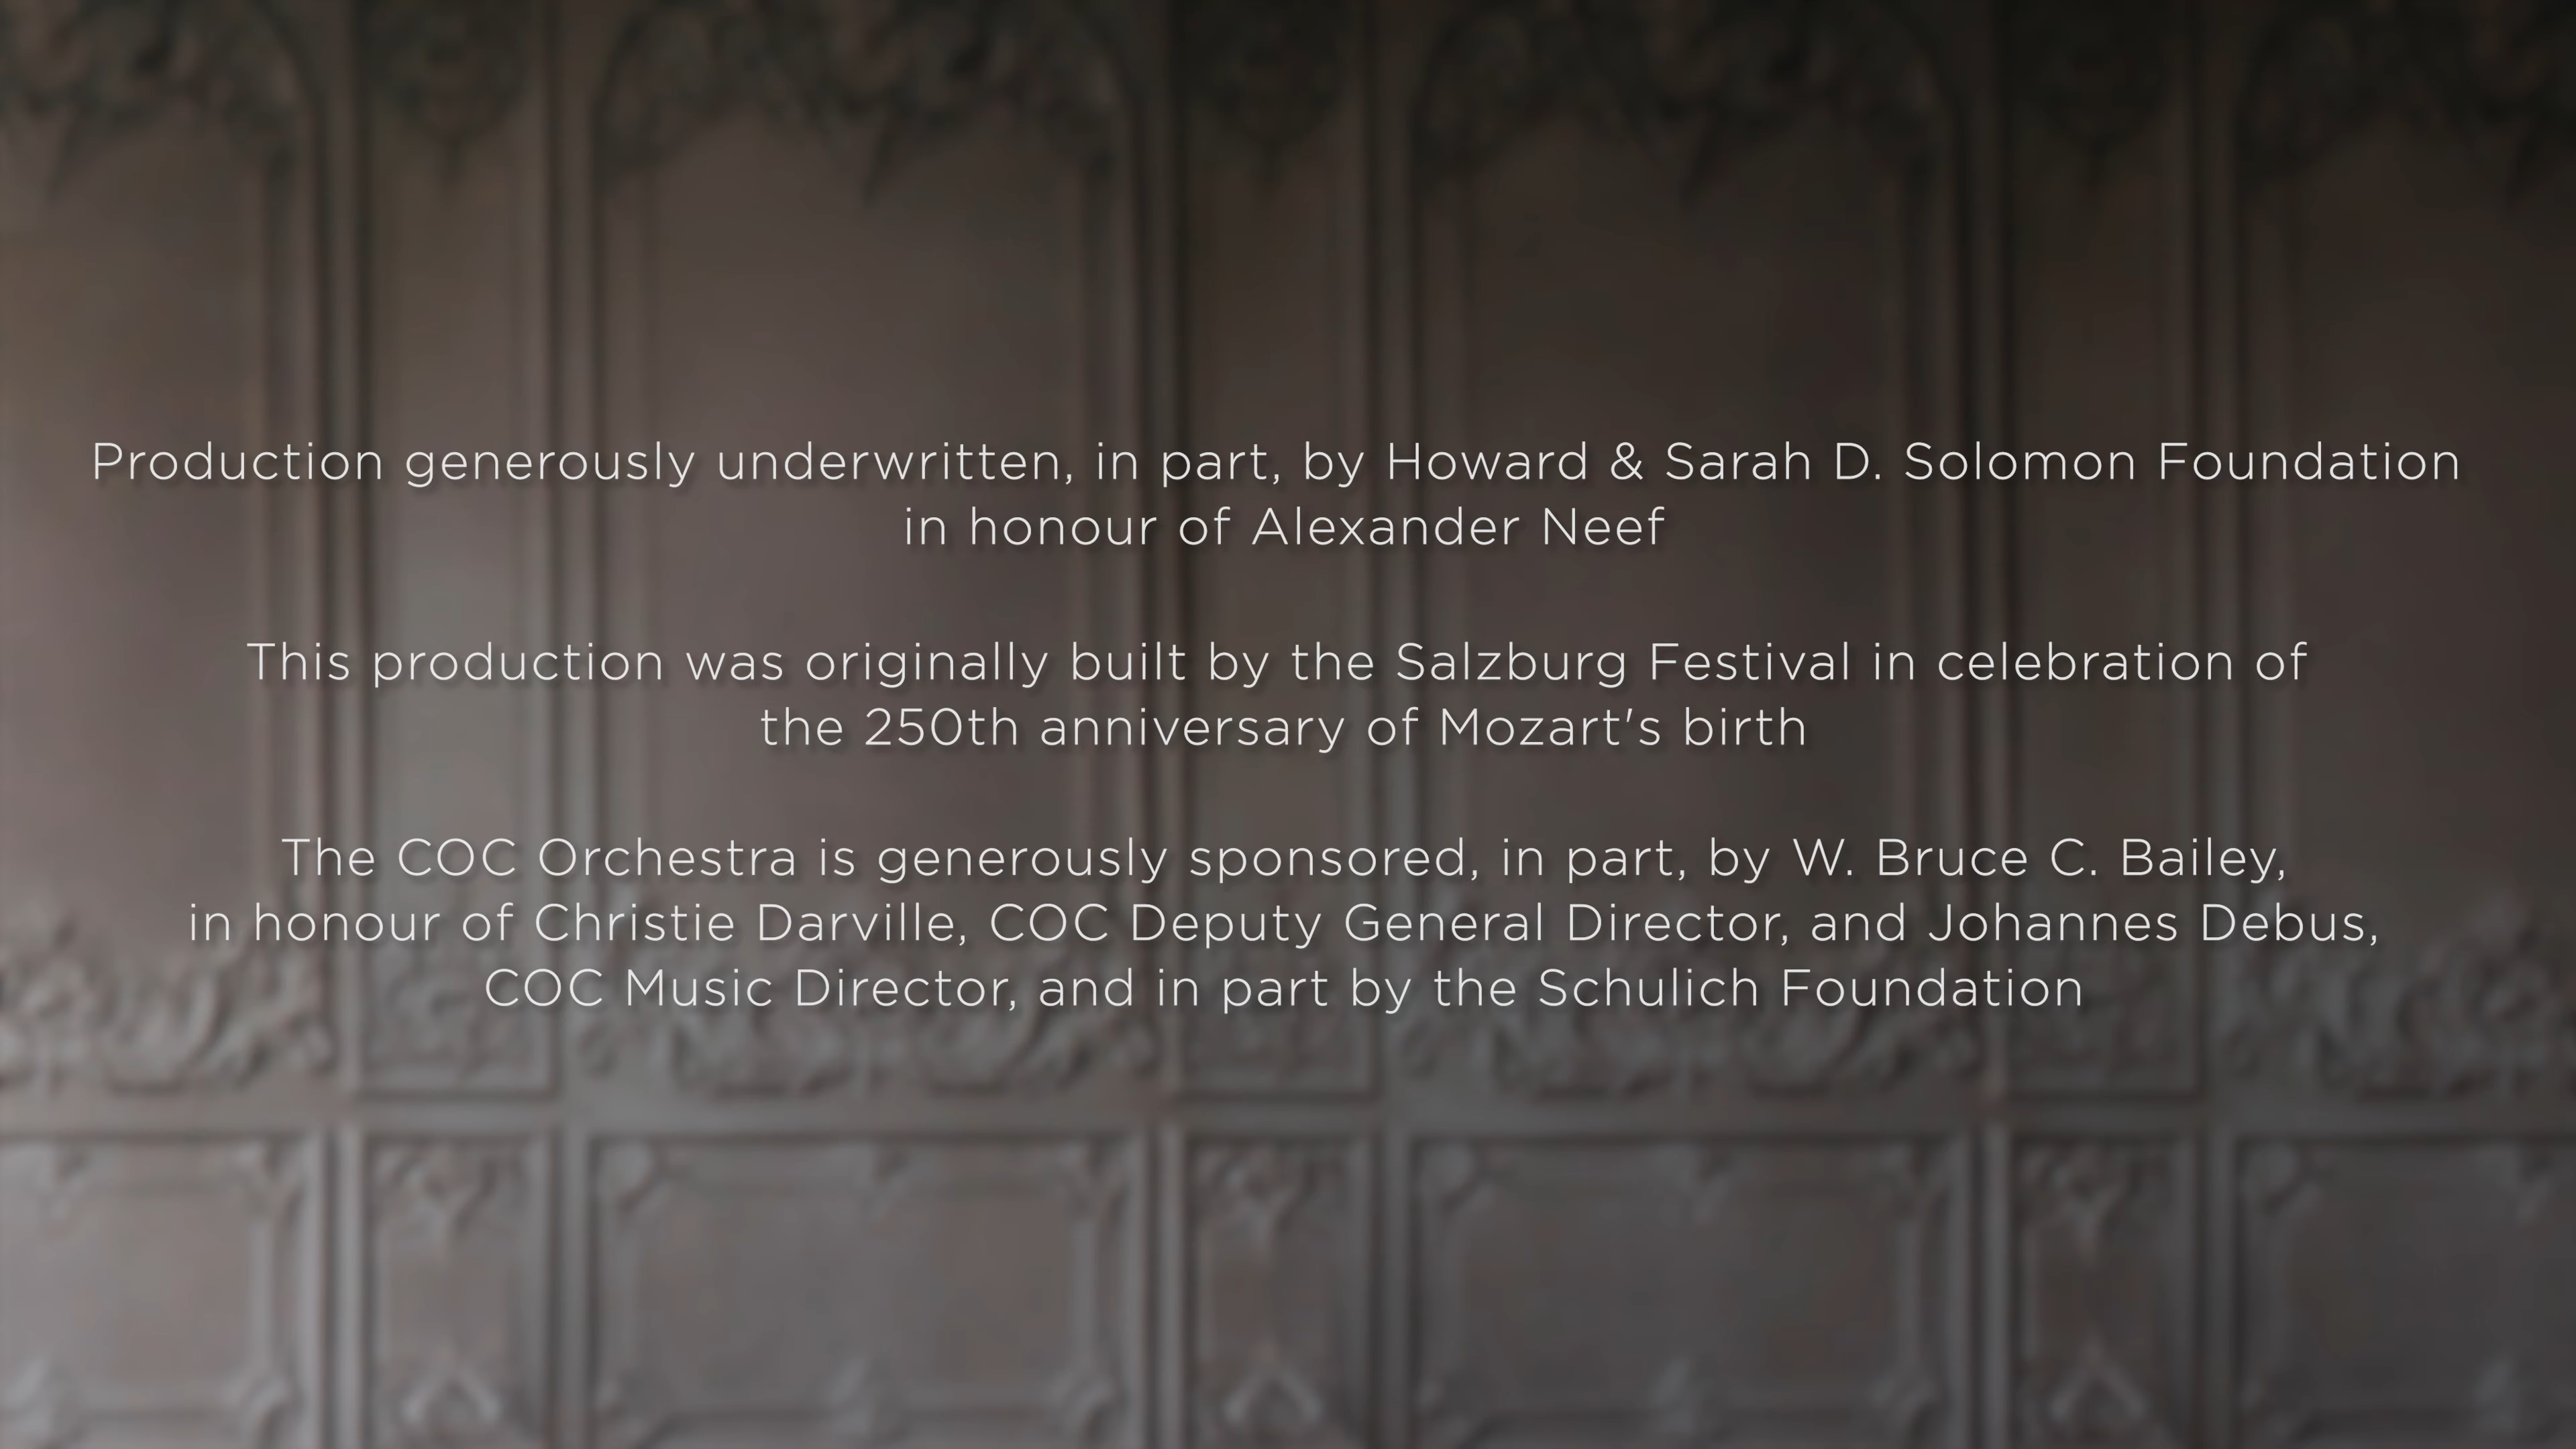 Production generously underwritten, in part, by Howard & Sarah D. Solomon Foundation
in honour of Alexander Neef
This production was originally built by the Salzburg Festival in celebration of
the 250th anniversary of Mozart's birth
The COC Orchestra is generously sponsored, in part, by W. Bruce C. Bailey,
in honour of Christie Darville, COC Deputy General Director, and Johannes Debus,
COC Music Director, and in part by the Schulich Foundation